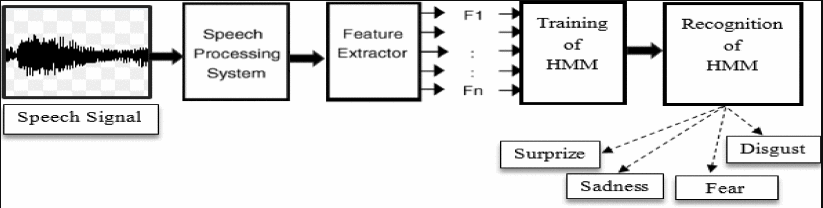 Speech
Processing
System
Feature
Extractor
F1
:
:
Fn
Training
of
HMM
Recognition
of
HMM
Speech Signal
Surprize
Sadness
Fear
Disgust